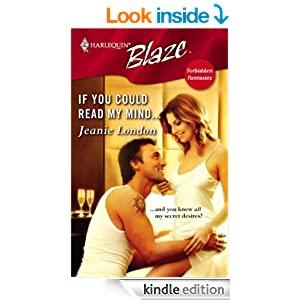 Look inside!
HARLEQUIN®
Blaze™
Forbidden
Fantasies
IF YOU COULD
READ MY MIND...
Jeanie London
...and you knew all
my secret desires?
kindle edition